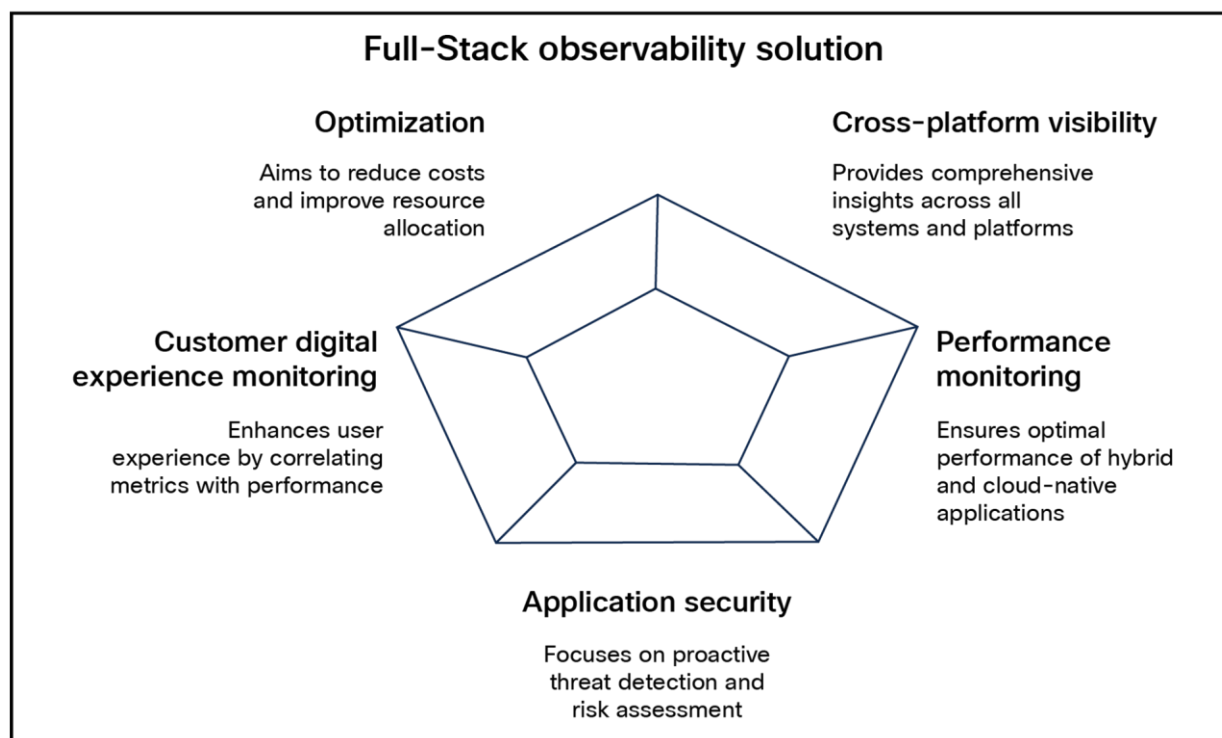 Full-Stack observability solution
Optimization
Aims to reduce costs
and improve resource
allocation
Cross-platform visibility
Provides comprehensive
insights across all
systems and platforms
Customer digital
experience monitoring
Enhances user
experience by correlating
metrics with performance
Performance
monitoring
Ensures optimal
performance of hybrid
and cloud-native
applications
Application security
Focuses on proactive
threat detection and
risk assessment